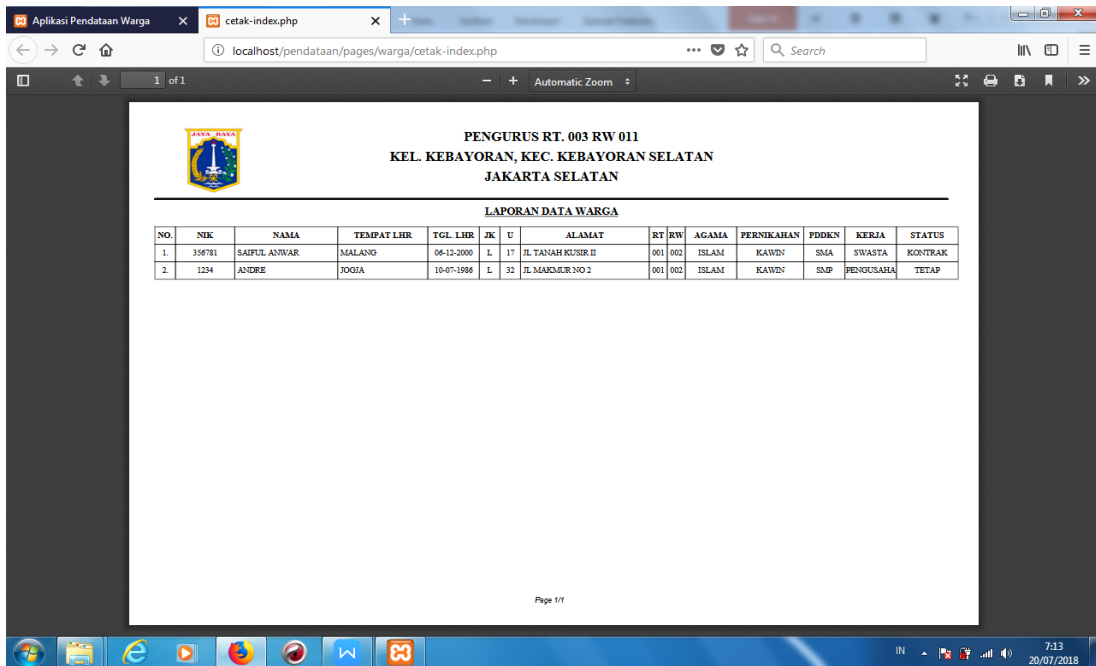 Aplikasi Pendataan Warga
cetak-index.php
localhost/pendataan/pages/warga/cetak-index.php
Search
1 of 1
Automatic Zoom
JAYA RAYA
PENGURUS RT. 003 RW 011
KEL. KEBAYORAN, KEC. KEBAYORAN SELATAN
JAKARTA SELATAN
LAPORAN DATA WARGA
NO. NIK NAMA TEMPAT LHR TGL. LHR JK U ALAMAT RT RW AGAMA PERNIKAHAN PDDKN KERJA STATUS
1. 356781 SAIFUL ANWAR MALANG 06-12-2000 L 17 JL TANAH KUSIR II 001 002 ISLAM KAWIN SMA SWASTA KONTRAK
2. 1234 ANDRE JOGJA 10-07-1986 L 32 JL MAKMUR NO 2 001 002 ISLAM KAWIN SMP PENGUSAHA TETAP
Page 1/1
IN
7:13
20/07/2018